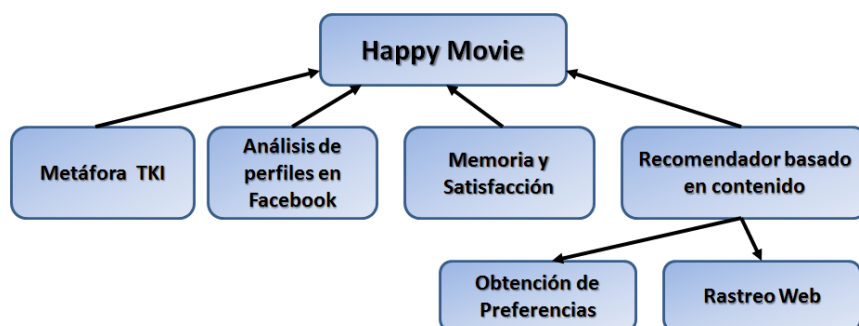 Happy Movie
Metáfora TKI
Análisis de
perfiles en
Facebook
Memoria y
Satisfacción
Recomendador basado
en contenido
Obtención de
Preferencias
Rastreo Web